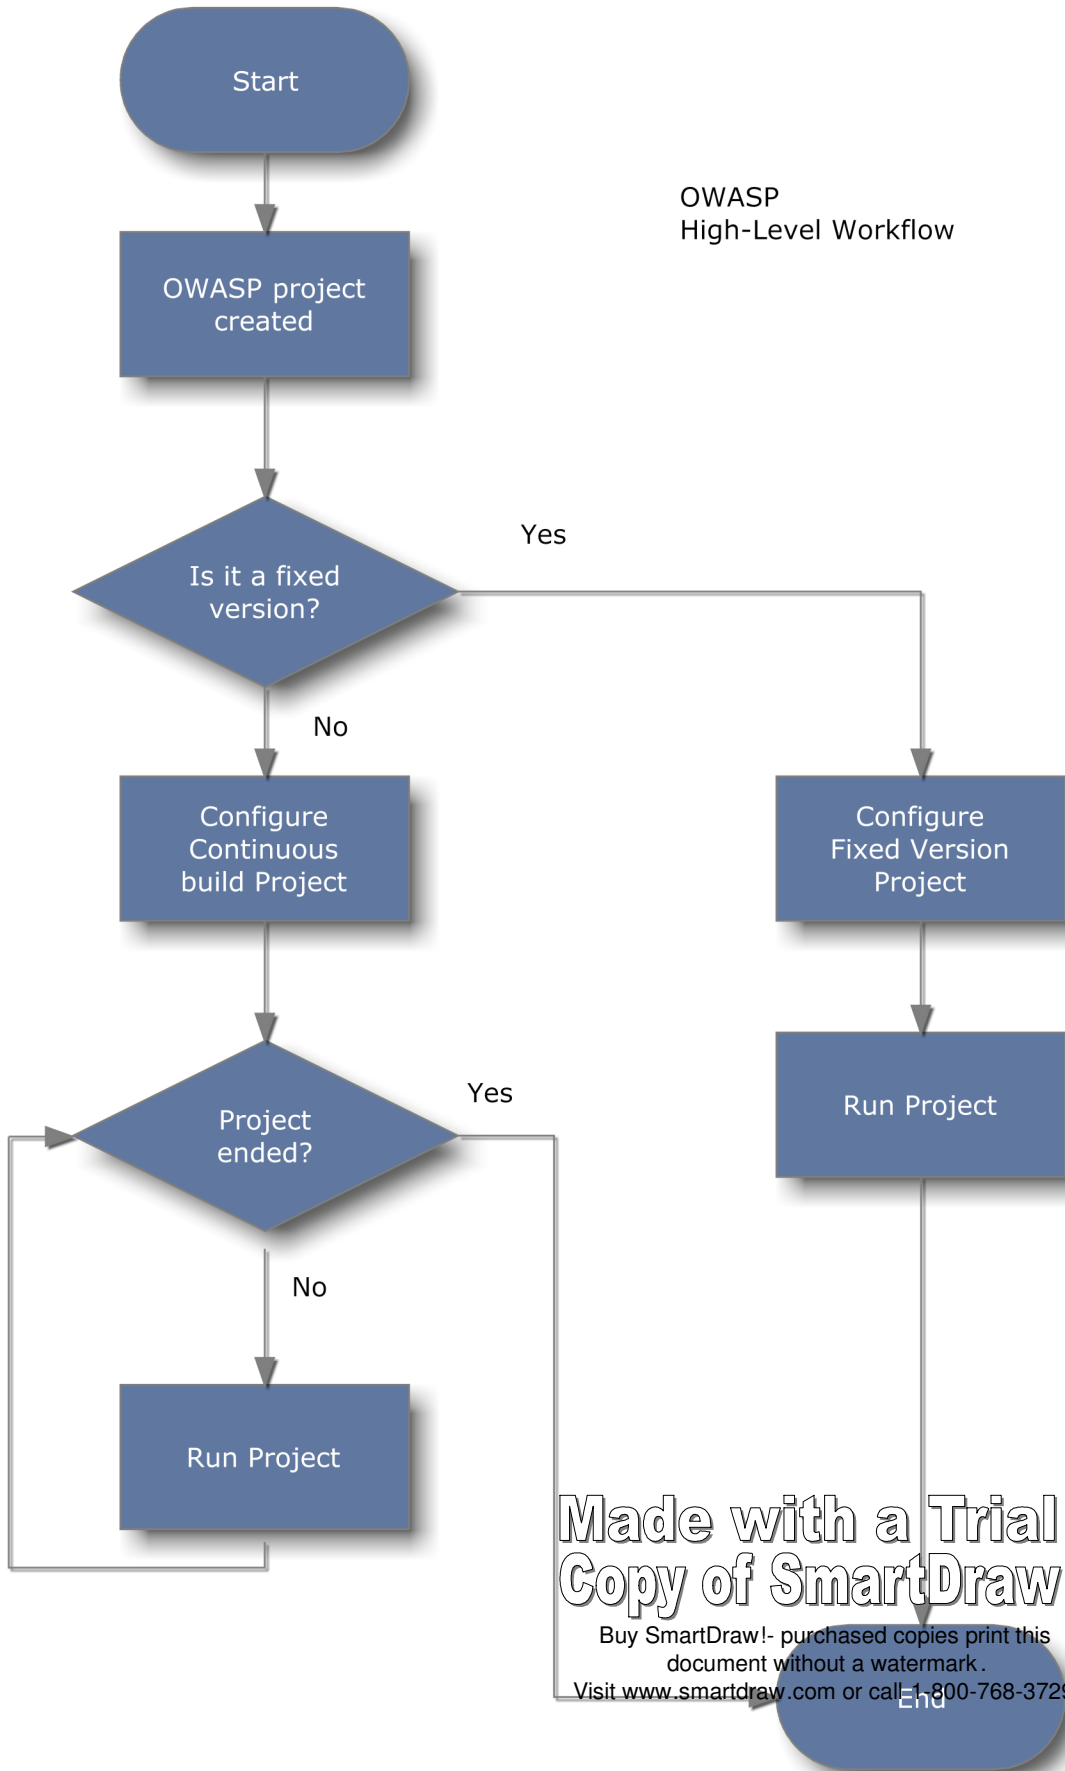 Start
OWASP
High-Level Workflow
OWASP project
created
Yes
Is it a fixed
version?
No
Configure
Continuous
build Project
Configure
Fixed Version
Project
Yes
Project
ended?
Run Project
No
Run Project
Made with a Trial
Copy of SmartDraw
Buy SmartDraw!- purchased copies print this
document without a watermark.
Visit www.smartdraw.com or call 1-800-768-3729
End